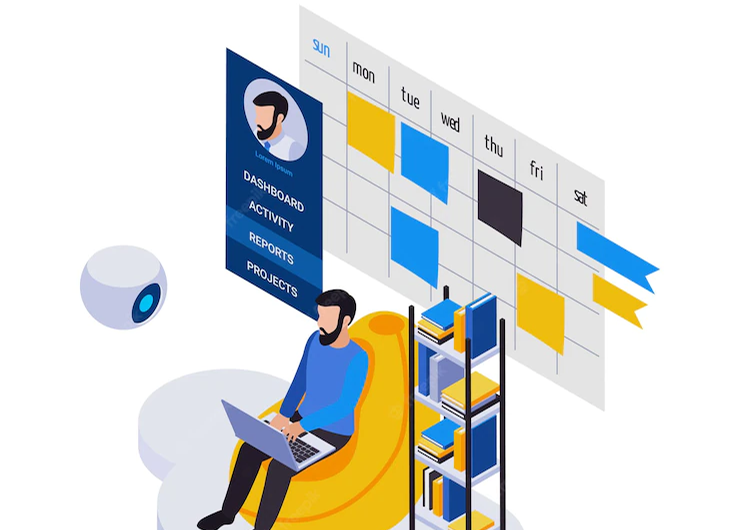 sun
mon
tue
wed
thu
fri
sat
Lorem Ipsum
DASHBOARD
ACTIVITY
REPORTS
PROJECTS